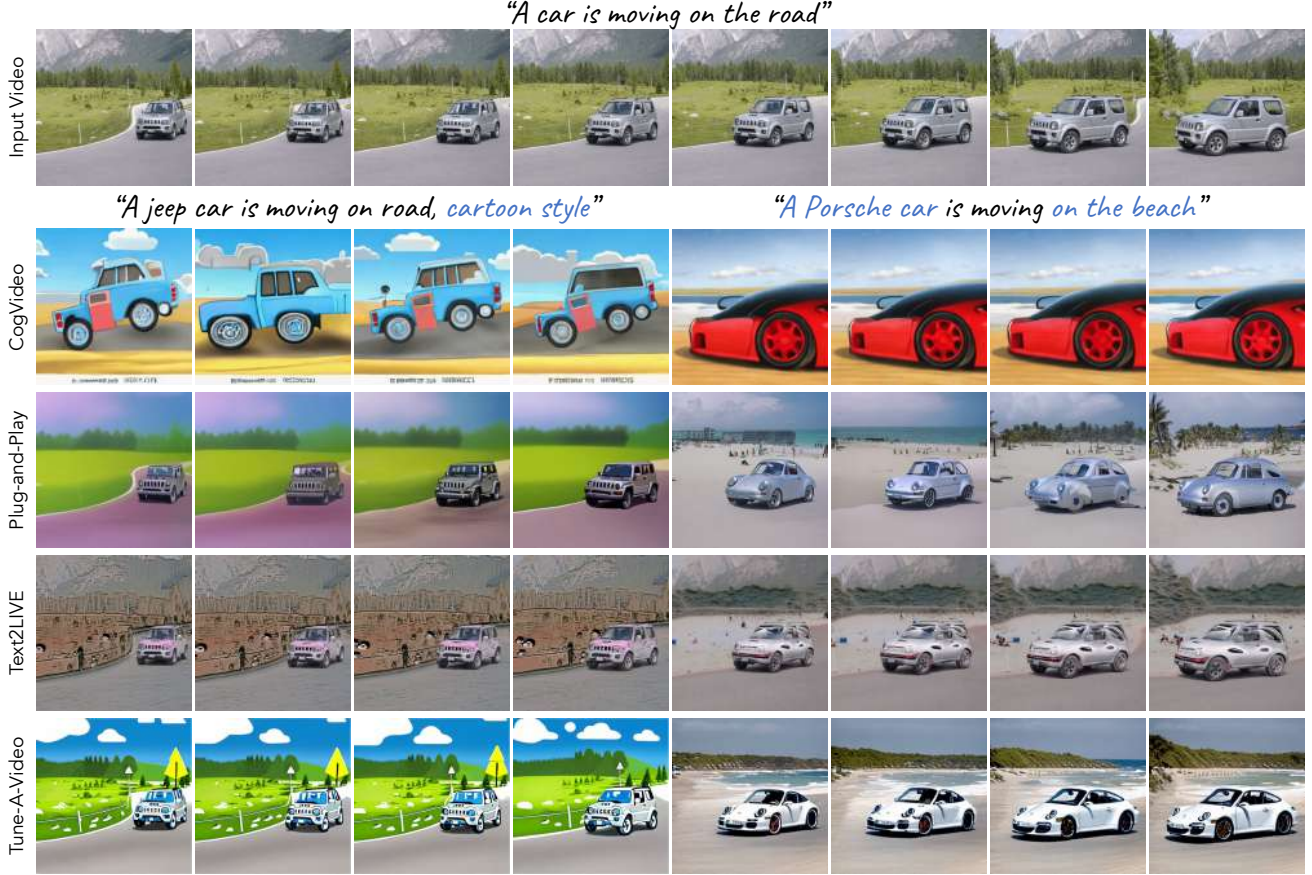 “A car is moving on the road”
Input Video
“A jeep car is moving on road, cartoon style”
“A Porsche car is moving on the beach”
CogVideo
Plug-and-Play
Text2LIVE
Tune-A-Video